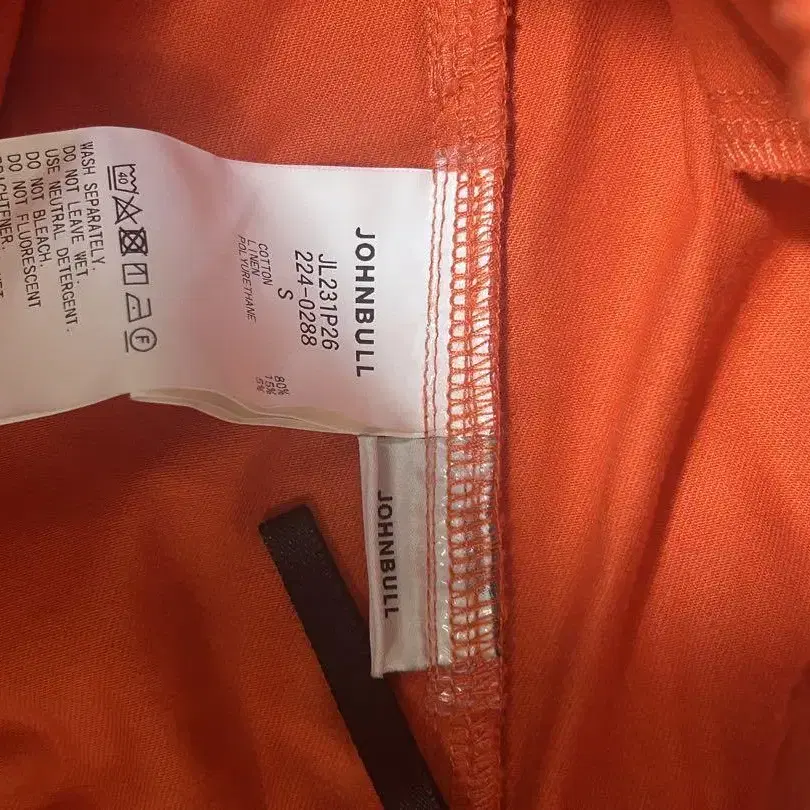 JOHNBULL
JL231P26
224-0288
S
COTTON 80%
LINEN 15%
POLYURETHANE 5%
40
F
WASH SEPARATELY.
DO NOT LEAVE WET.
USE NEUTRAL DETERGENT.
DO NOT BLEACH.
DO NOT FLUORESCENT
JOHNBULL